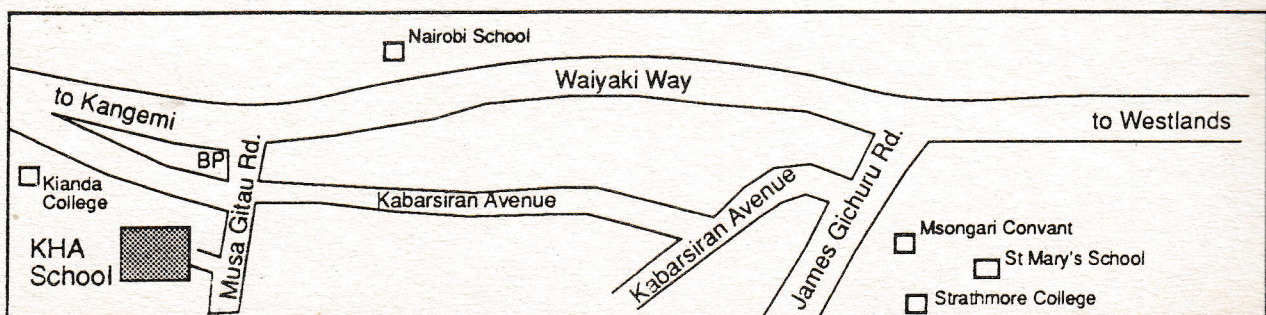 Nairobi School
Waiyaki Way
to Kangemi
to Westlands
BP
Kianda
College
Musa Gitau Rd.
Kabarsiran Avenue
Kabarsiran Avenue
James Gichuru Rd.
KHA
School
Msongari Convant
St Mary's School
Strathmore College